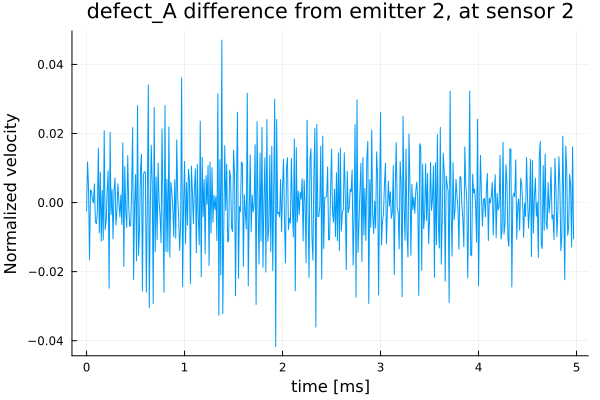 defect_A difference from emitter 2, at sensor 2
Normalized velocity
0.04
0.02
0.00
−0.02
−0.04
0 1 2 3 4 5
time [ms]